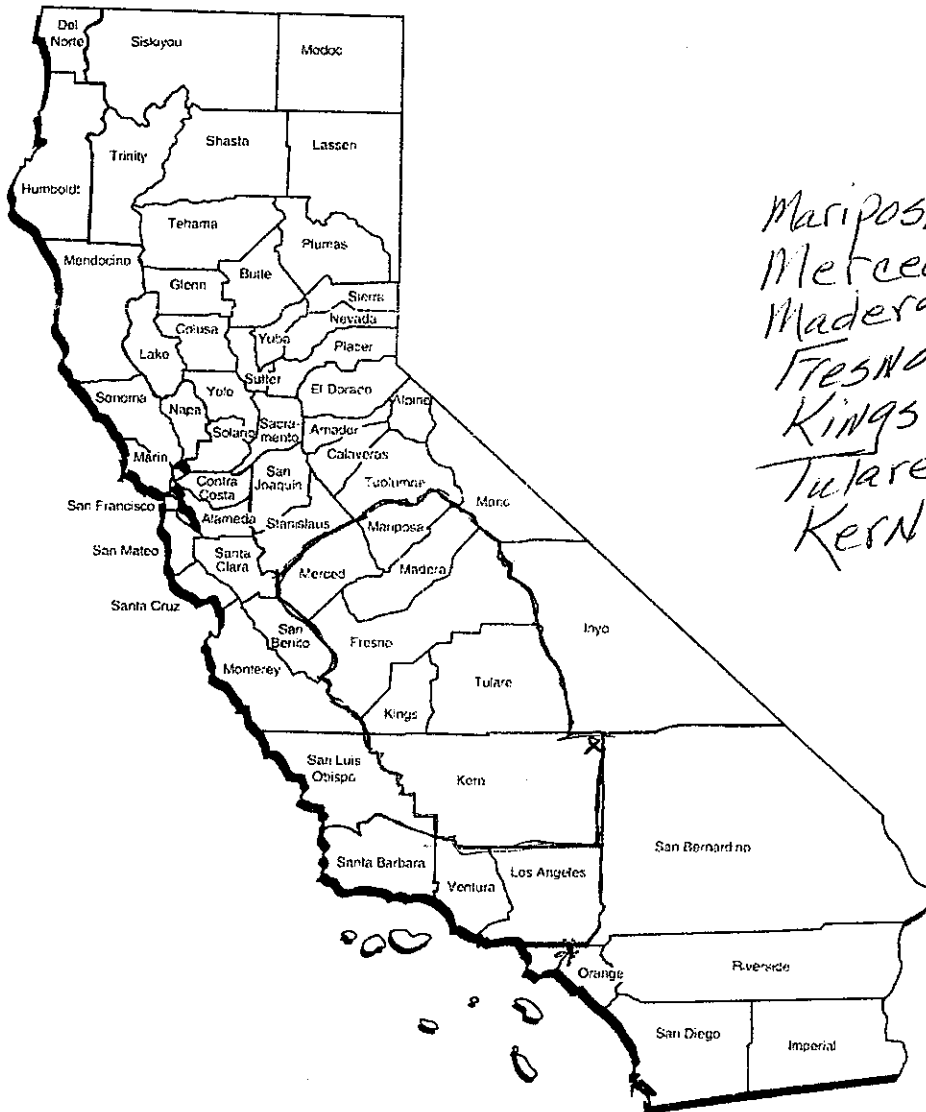 Del
Norte
Siskiyou
Modoc
Trinity
Shasta
Lassen
Humboldt
Tehama
Plumas
Mendocino
Glenn
Butte
Sierra
Nevada
Colusa
Yuba
Placer
Lake
Sutter
El Dorado
Sonoma
Yolo
Alpine
Napa
Sacra-
mento
Solano
Amador
Marin
Calaveras
Contra
Costa
San
Joaquin
Tuolumne
Mono
San Francisco
Alameda
Stanislaus
Mariposa
San Mateo
Santa
Clara
Merced
Madera
Santa Cruz
San
Benito
Fresno
Inyo
Monterey
Tulare
Kings
San Luis
Obispo
Kern
San Bernardino
Santa Barbara
Ventura
Los Angeles
Orange
Riverside
San Diego
Imperial
Mariposa
Merced
Madera
Fresno
Kings
Tulare
Kern